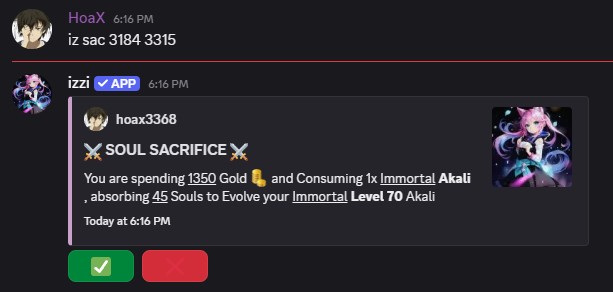 HoaX 6:16 PM
iz sac 3184 3315
izzi ✓ APP 6:16 PM
hoax3368
⚔️ SOUL SACRIFICE ⚔️
You are spending 1350 Gold and Consuming 1x Immortal Akali
, absorbing 45 Souls to Evolve your Immortal Level 70 Akali
Today at 6:16 PM